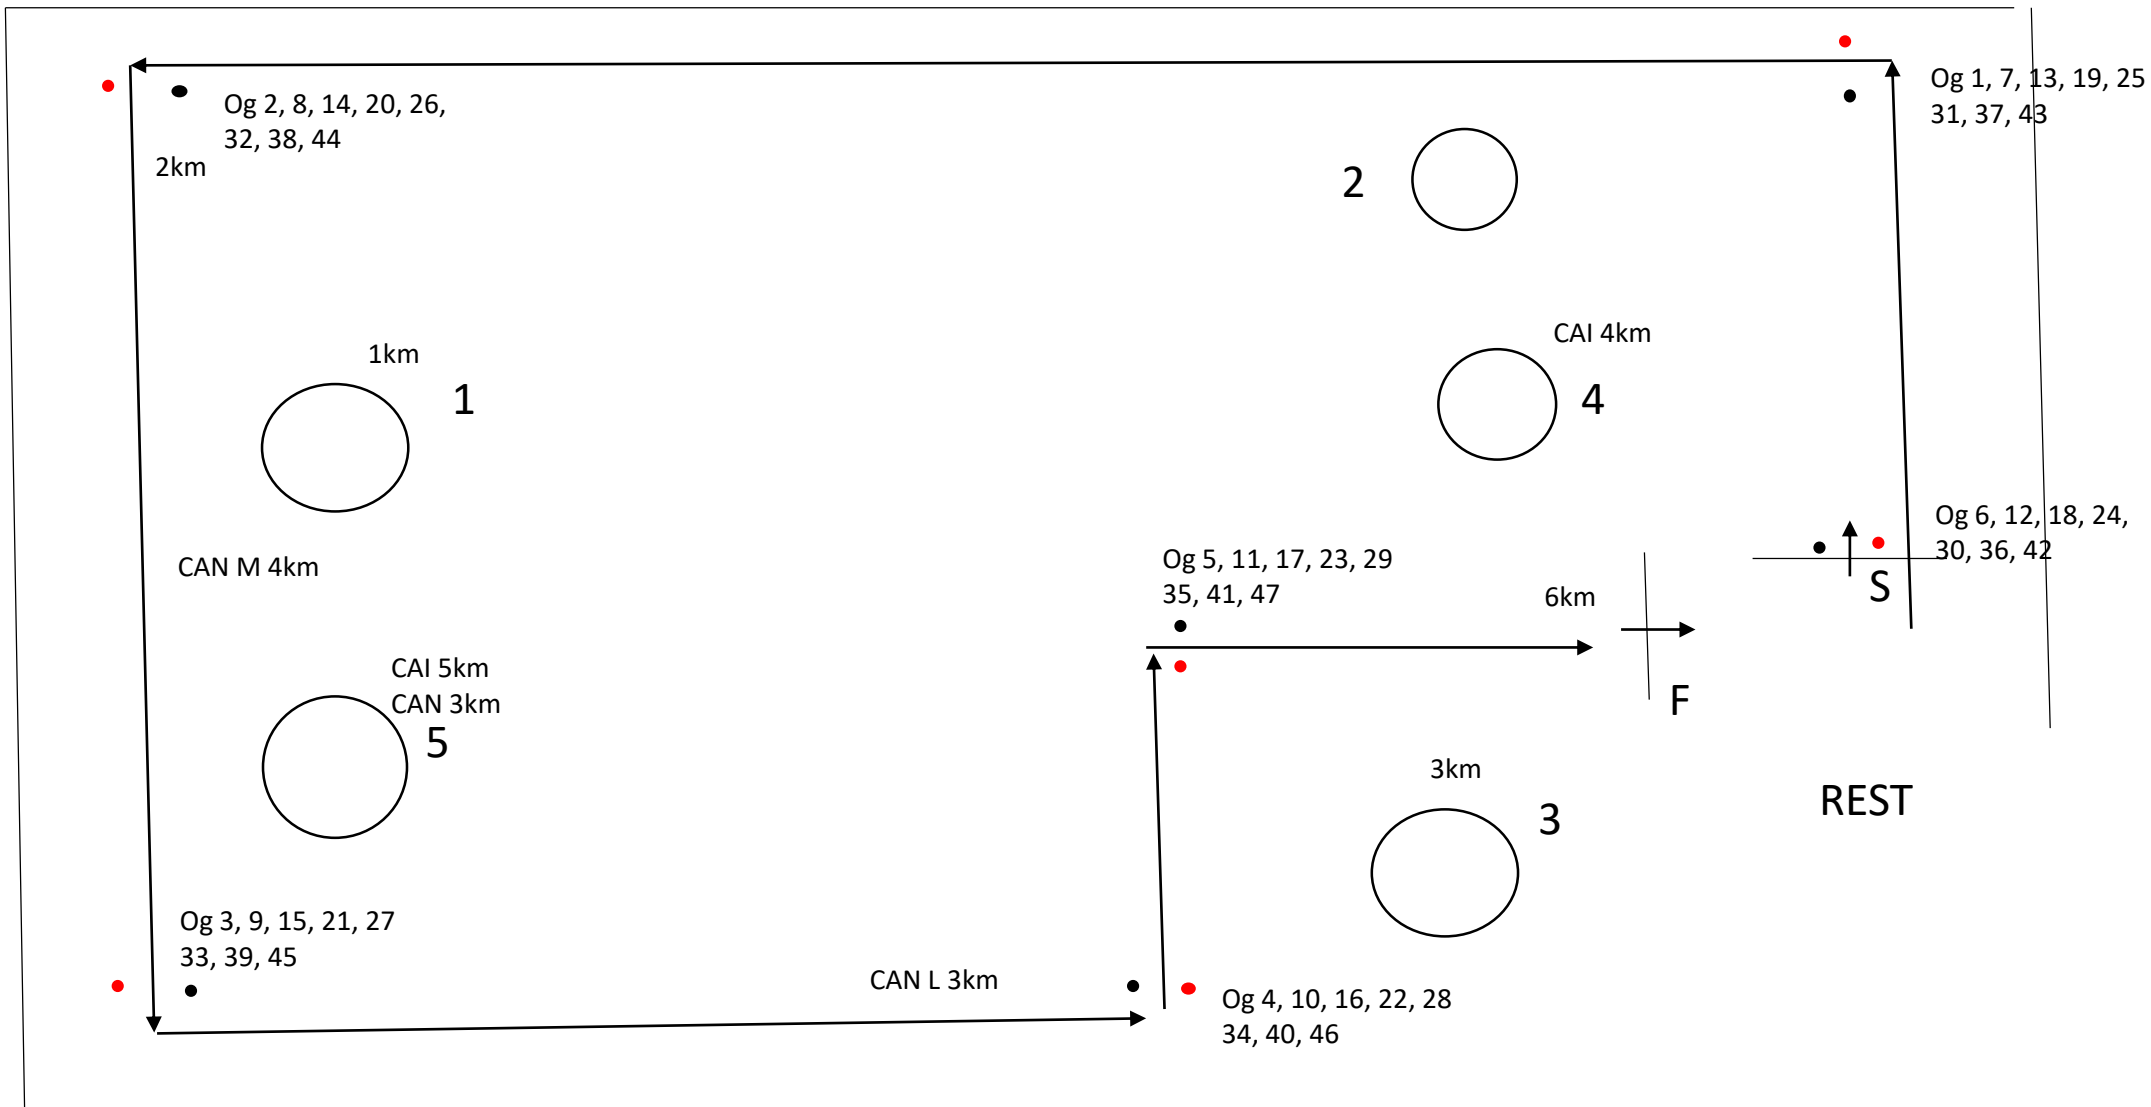 Og 1, 7, 13, 19, 25
31, 37, 43
Og 2, 8, 14, 20, 26,
32, 38, 44
2km
2
CAI 4km
4
1km
1
Og 6, 12, 18, 24,
30, 36, 42
S
CAN M 4km
Og 5, 11, 17, 23, 29
35, 41, 47
6km
F
CAI 5km
CAN 3km
5
3km
3
REST
Og 3, 9, 15, 21, 27
33, 39, 45
CAN L 3km
Og 4, 10, 16, 22, 28
34, 40, 46